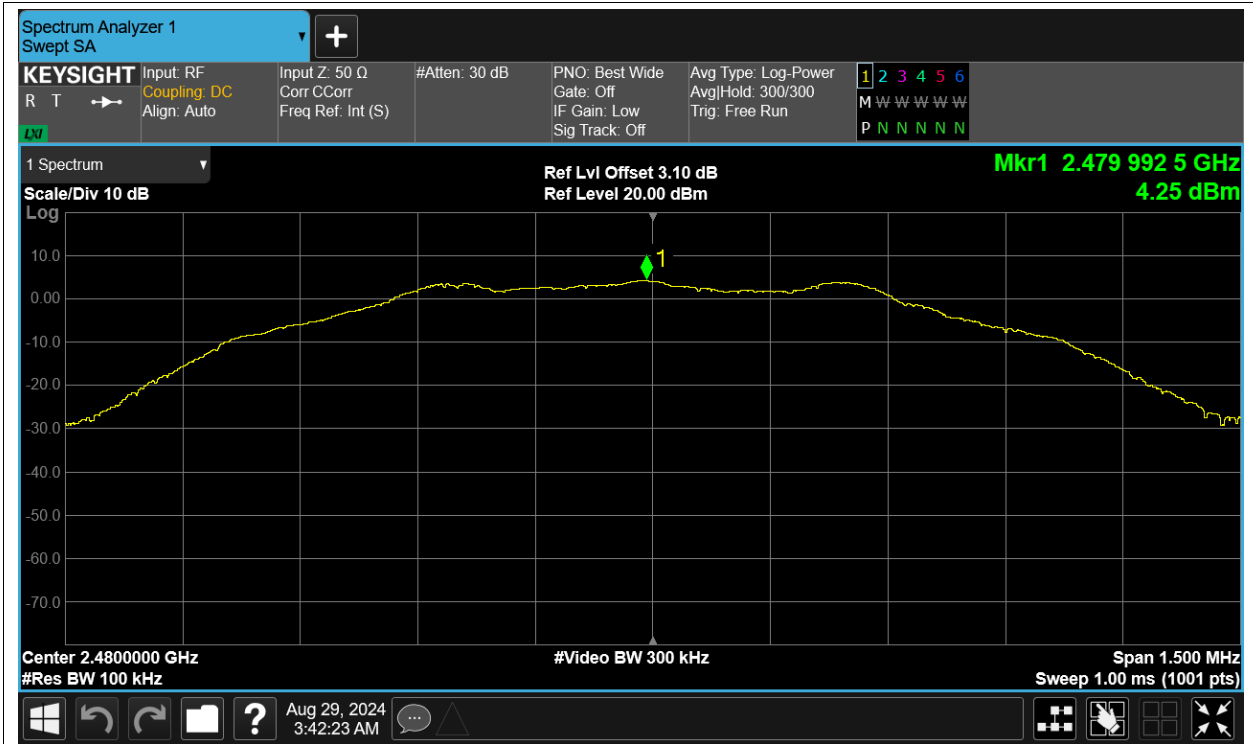 Spectrum Analyzer 1
Swept SA
KEYSIGHT
R T
LXI
Input: RF
Coupling: DC
Align: Auto
Input Z: 50 Ω
Corr CCorr
Freq Ref: Int (S)
#Atten: 30 dB
PNO: Best Wide
Gate: Off
IF Gain: Low
Sig Track: Off
Avg Type: Log-Power
Avg|Hold: 300/300
Trig: Free Run
1 2 3 4 5 6
M W W W W W
P N N N N N
1 Spectrum
Scale/Div 10 dB
Log
Ref Lvl Offset 3.10 dB
Ref Level 20.00 dBm
Mkr1 2.479 992 5 GHz
4.25 dBm
1
10.0
0.00
-10.0
-20.0
-30.0
-40.0
-50.0
-60.0
-70.0
Center 2.4800000 GHz
#Res BW 100 kHz
#Video BW 300 kHz
Span 1.500 MHz
Sweep 1.00 ms (1001 pts)
?
Aug 29, 2024
3:42:23 AM